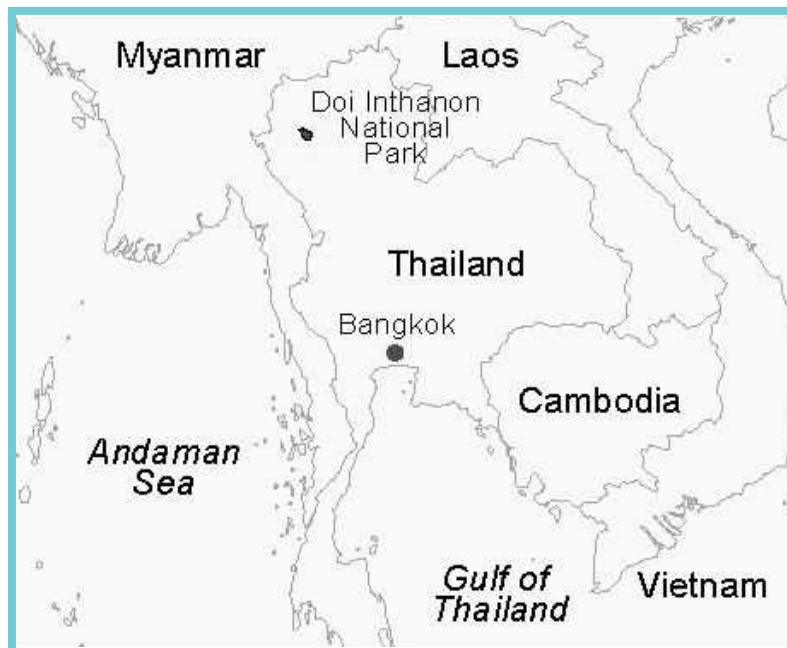 Myanmar
Laos
Doi Inthanon
National
Park
Thailand
Bangkok
Cambodia
Andaman
Sea
Gulf of
Thailand
Vietnam